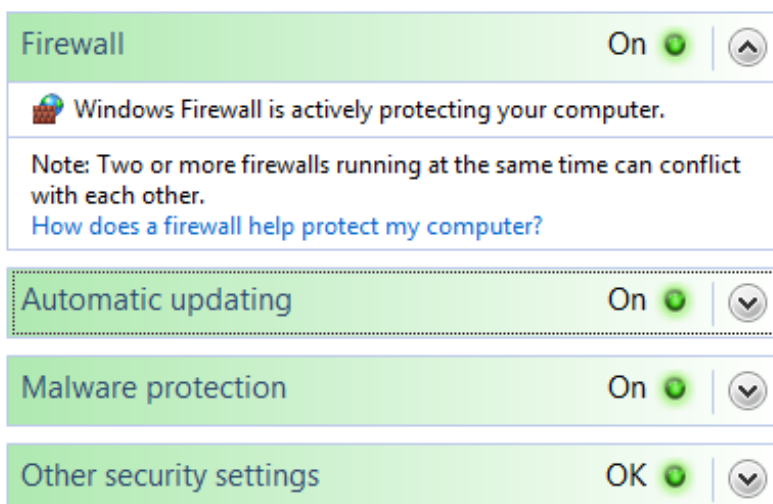 Firewall On
Windows Firewall is actively protecting your computer.
Note: Two or more firewalls running at the same time can conflict
with each other.
How does a firewall help protect my computer?
Automatic updating On
Malware protection On
Other security settings OK